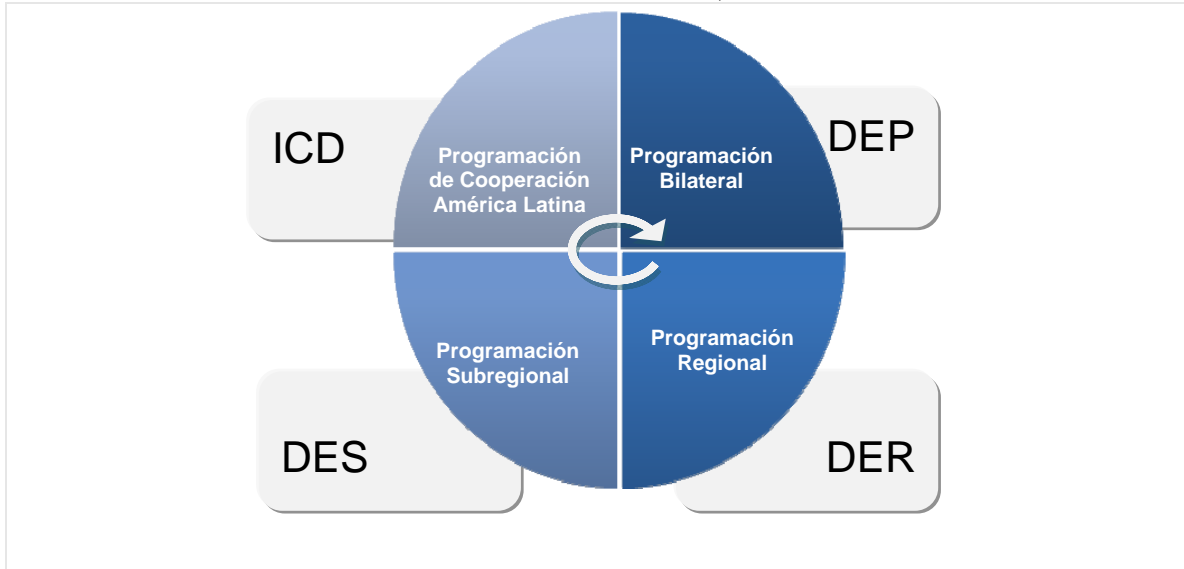 ICD
Programación
de Cooperación
América Latina
Programación
Bilateral
DEP
DES
Programación
Subregional
Programación
Regional
DER